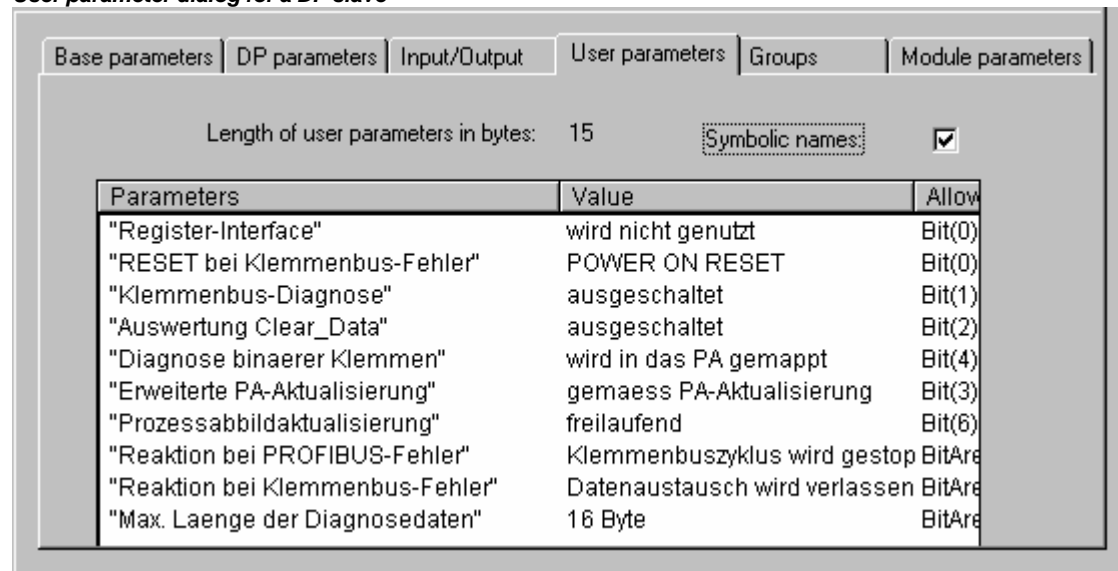 User parameter dialog for a DP slave
Base parameters DP parameters Input/Output User parameters Groups Module parameters
Length of user parameters in bytes: 15 Symbolic names:
Parameters Value Allow
"Register-Interface" wird nicht genutzt Bit(0)
"RESET bei Klemmenbus-Fehler" POWER ON RESET Bit(0)
"Klemmenbus-Diagnose" ausgeschaltet Bit(1)
"Auswertung Clear_Data" ausgeschaltet Bit(2)
"Diagnose binaerer Klemmen" wird in das PA gemappt Bit(4)
"Erweiterte PA-Aktualisierung" gemaess PA-Aktualisierung Bit(3)
"Prozessabbildaktualisierung" freilaufend Bit(6)
"Reaktion bei PROFIBUS-Fehler" Klemmenbuszyklus wird gestop BitAre
"Reaktion bei Klemmenbus-Fehler" Datenaustausch wird verlassen BitAre
"Max. Laenge der Diagnosedaten" 16 Byte BitAre